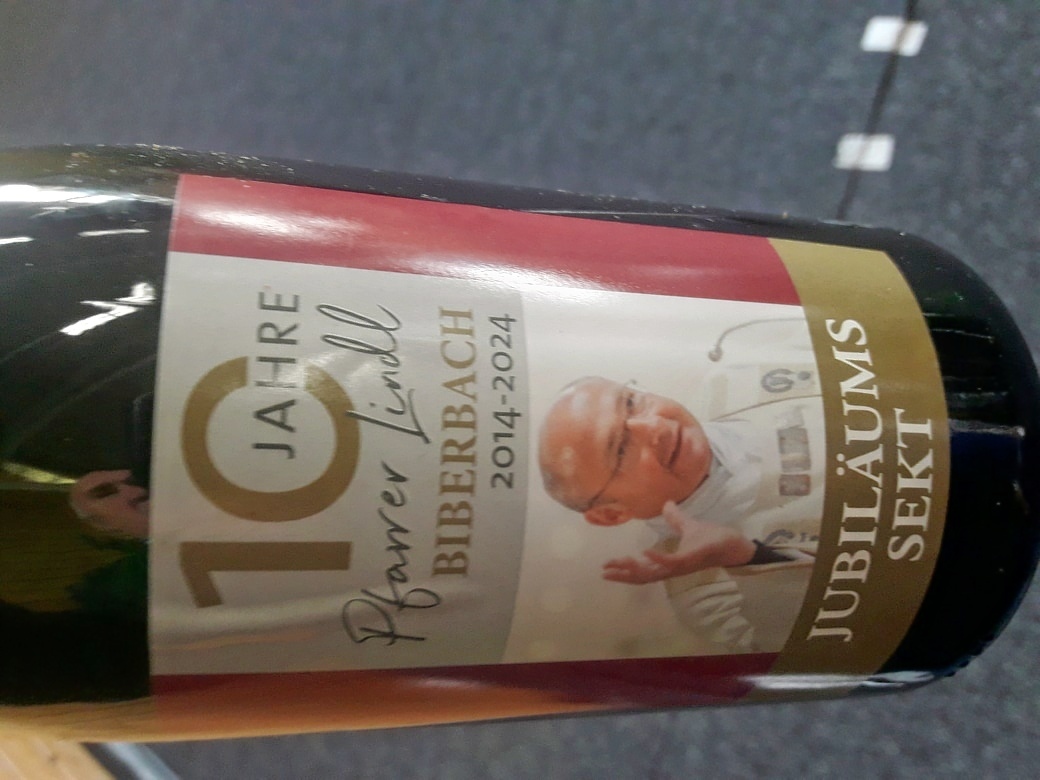 10
JAHRE
Pfarrer Lindl
BIBERBACH
2014-2024
JUBILÄUMS
SEKT